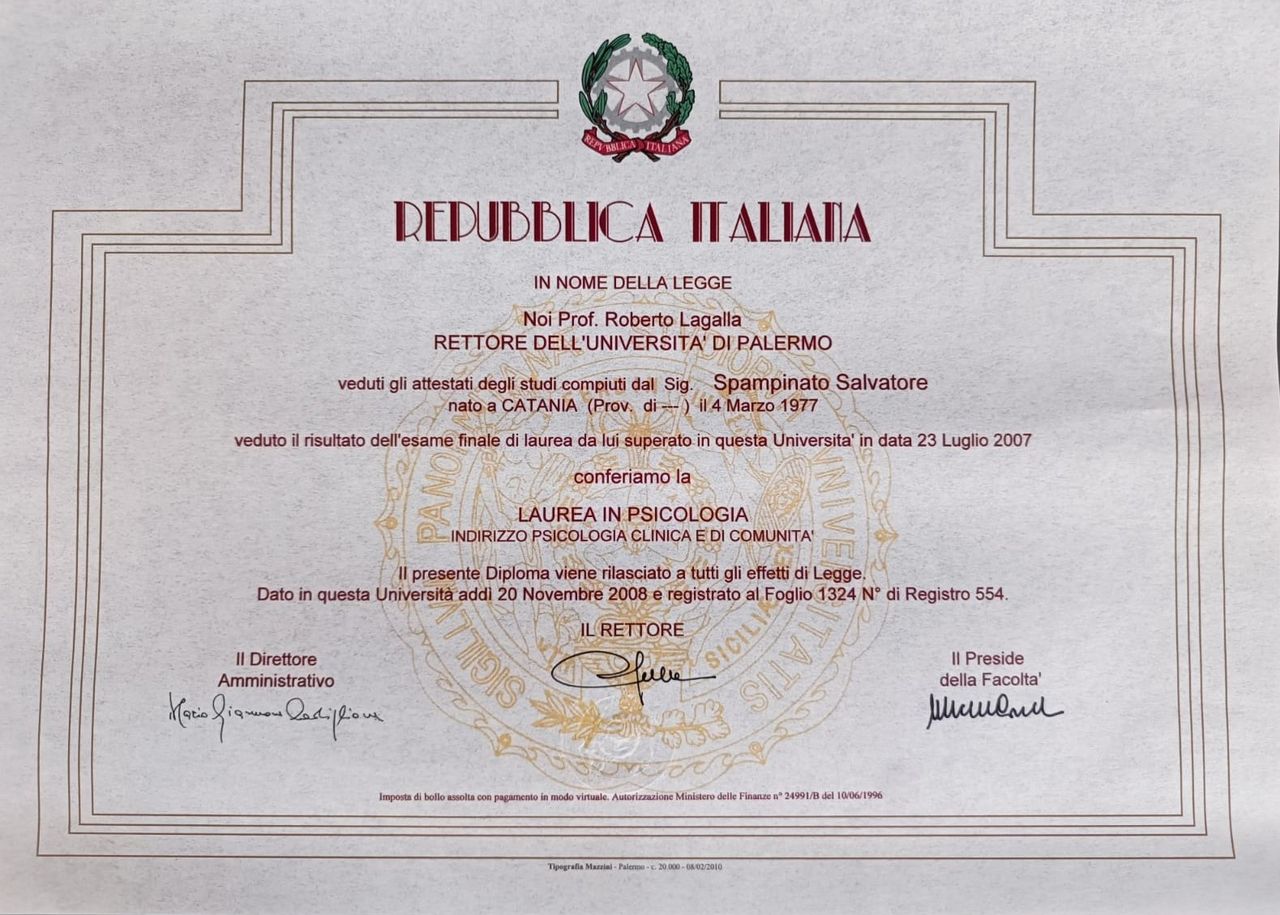 REPVBBLICA ITALIANA
REPUBBLICA ITALIANA
IN NOME DELLA LEGGE
Noi Prof. Roberto Lagalla
RETTORE DELL'UNIVERSITA' DI PALERMO
veduti gli attestati degli studi compiuti dal Sig. Spampinato Salvatore
nato a CATANIA (Prov. di --- ) il 4 Marzo 1977
veduto il risultato dell'esame finale di laurea da lui superato in questa Universita' in data 23 Luglio 2007
conferiamo la
LAUREA IN PSICOLOGIA
INDIRIZZO PSICOLOGIA CLINICA E DI COMUNITA'
Il presente Diploma viene rilasciato a tutti gli effetti di Legge.
Dato in questa Università addì 20 Novembre 2008 e registrato al Foglio 1324 N° di Registro 554.
IL RETTORE
Il Direttore
Amministrativo
Il Preside
della Facolta'
Imposta di bollo assolta con pagamento in modo virtuale. Autorizzazione Ministero delle Finanze n° 24991/B del 10/06/1996
Tipografia Mazzini - Palermo - c. 20.000 - 08/02/2010